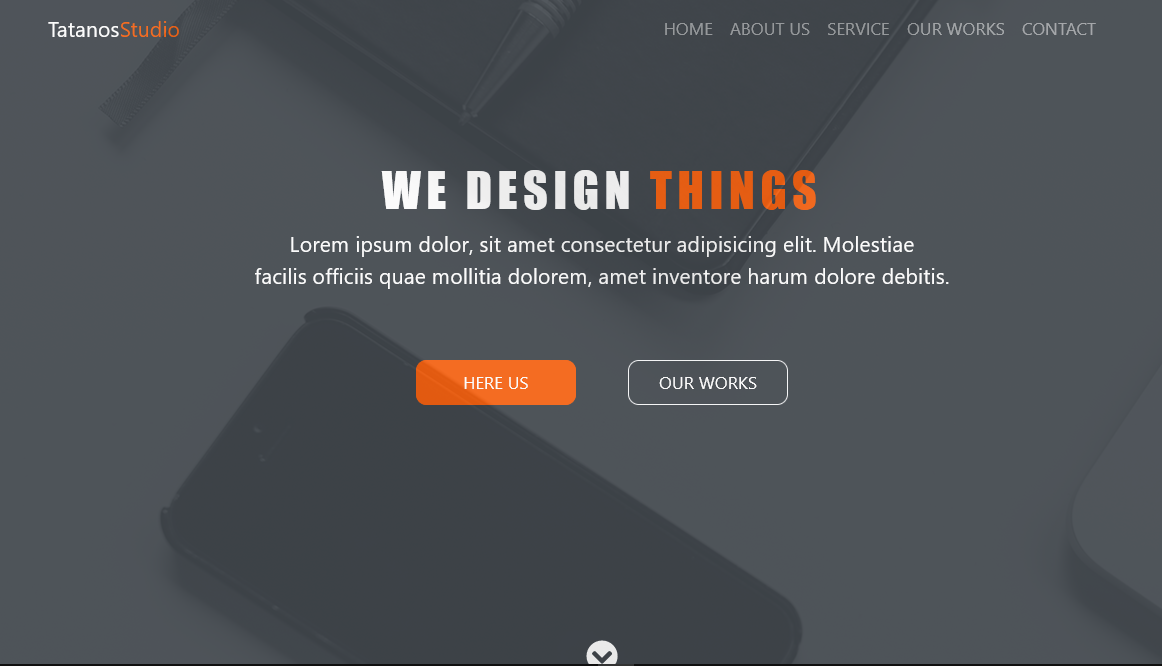 TatanosStudio
HOME ABOUT US SERVICE OUR WORKS CONTACT
WE DESIGN THINGS
Lorem ipsum dolor, sit amet consectetur adipisicing elit. Molestiae
facilis officiis quae mollitia dolorem, amet inventore harum dolore debitis.
HERE US
OUR WORKS